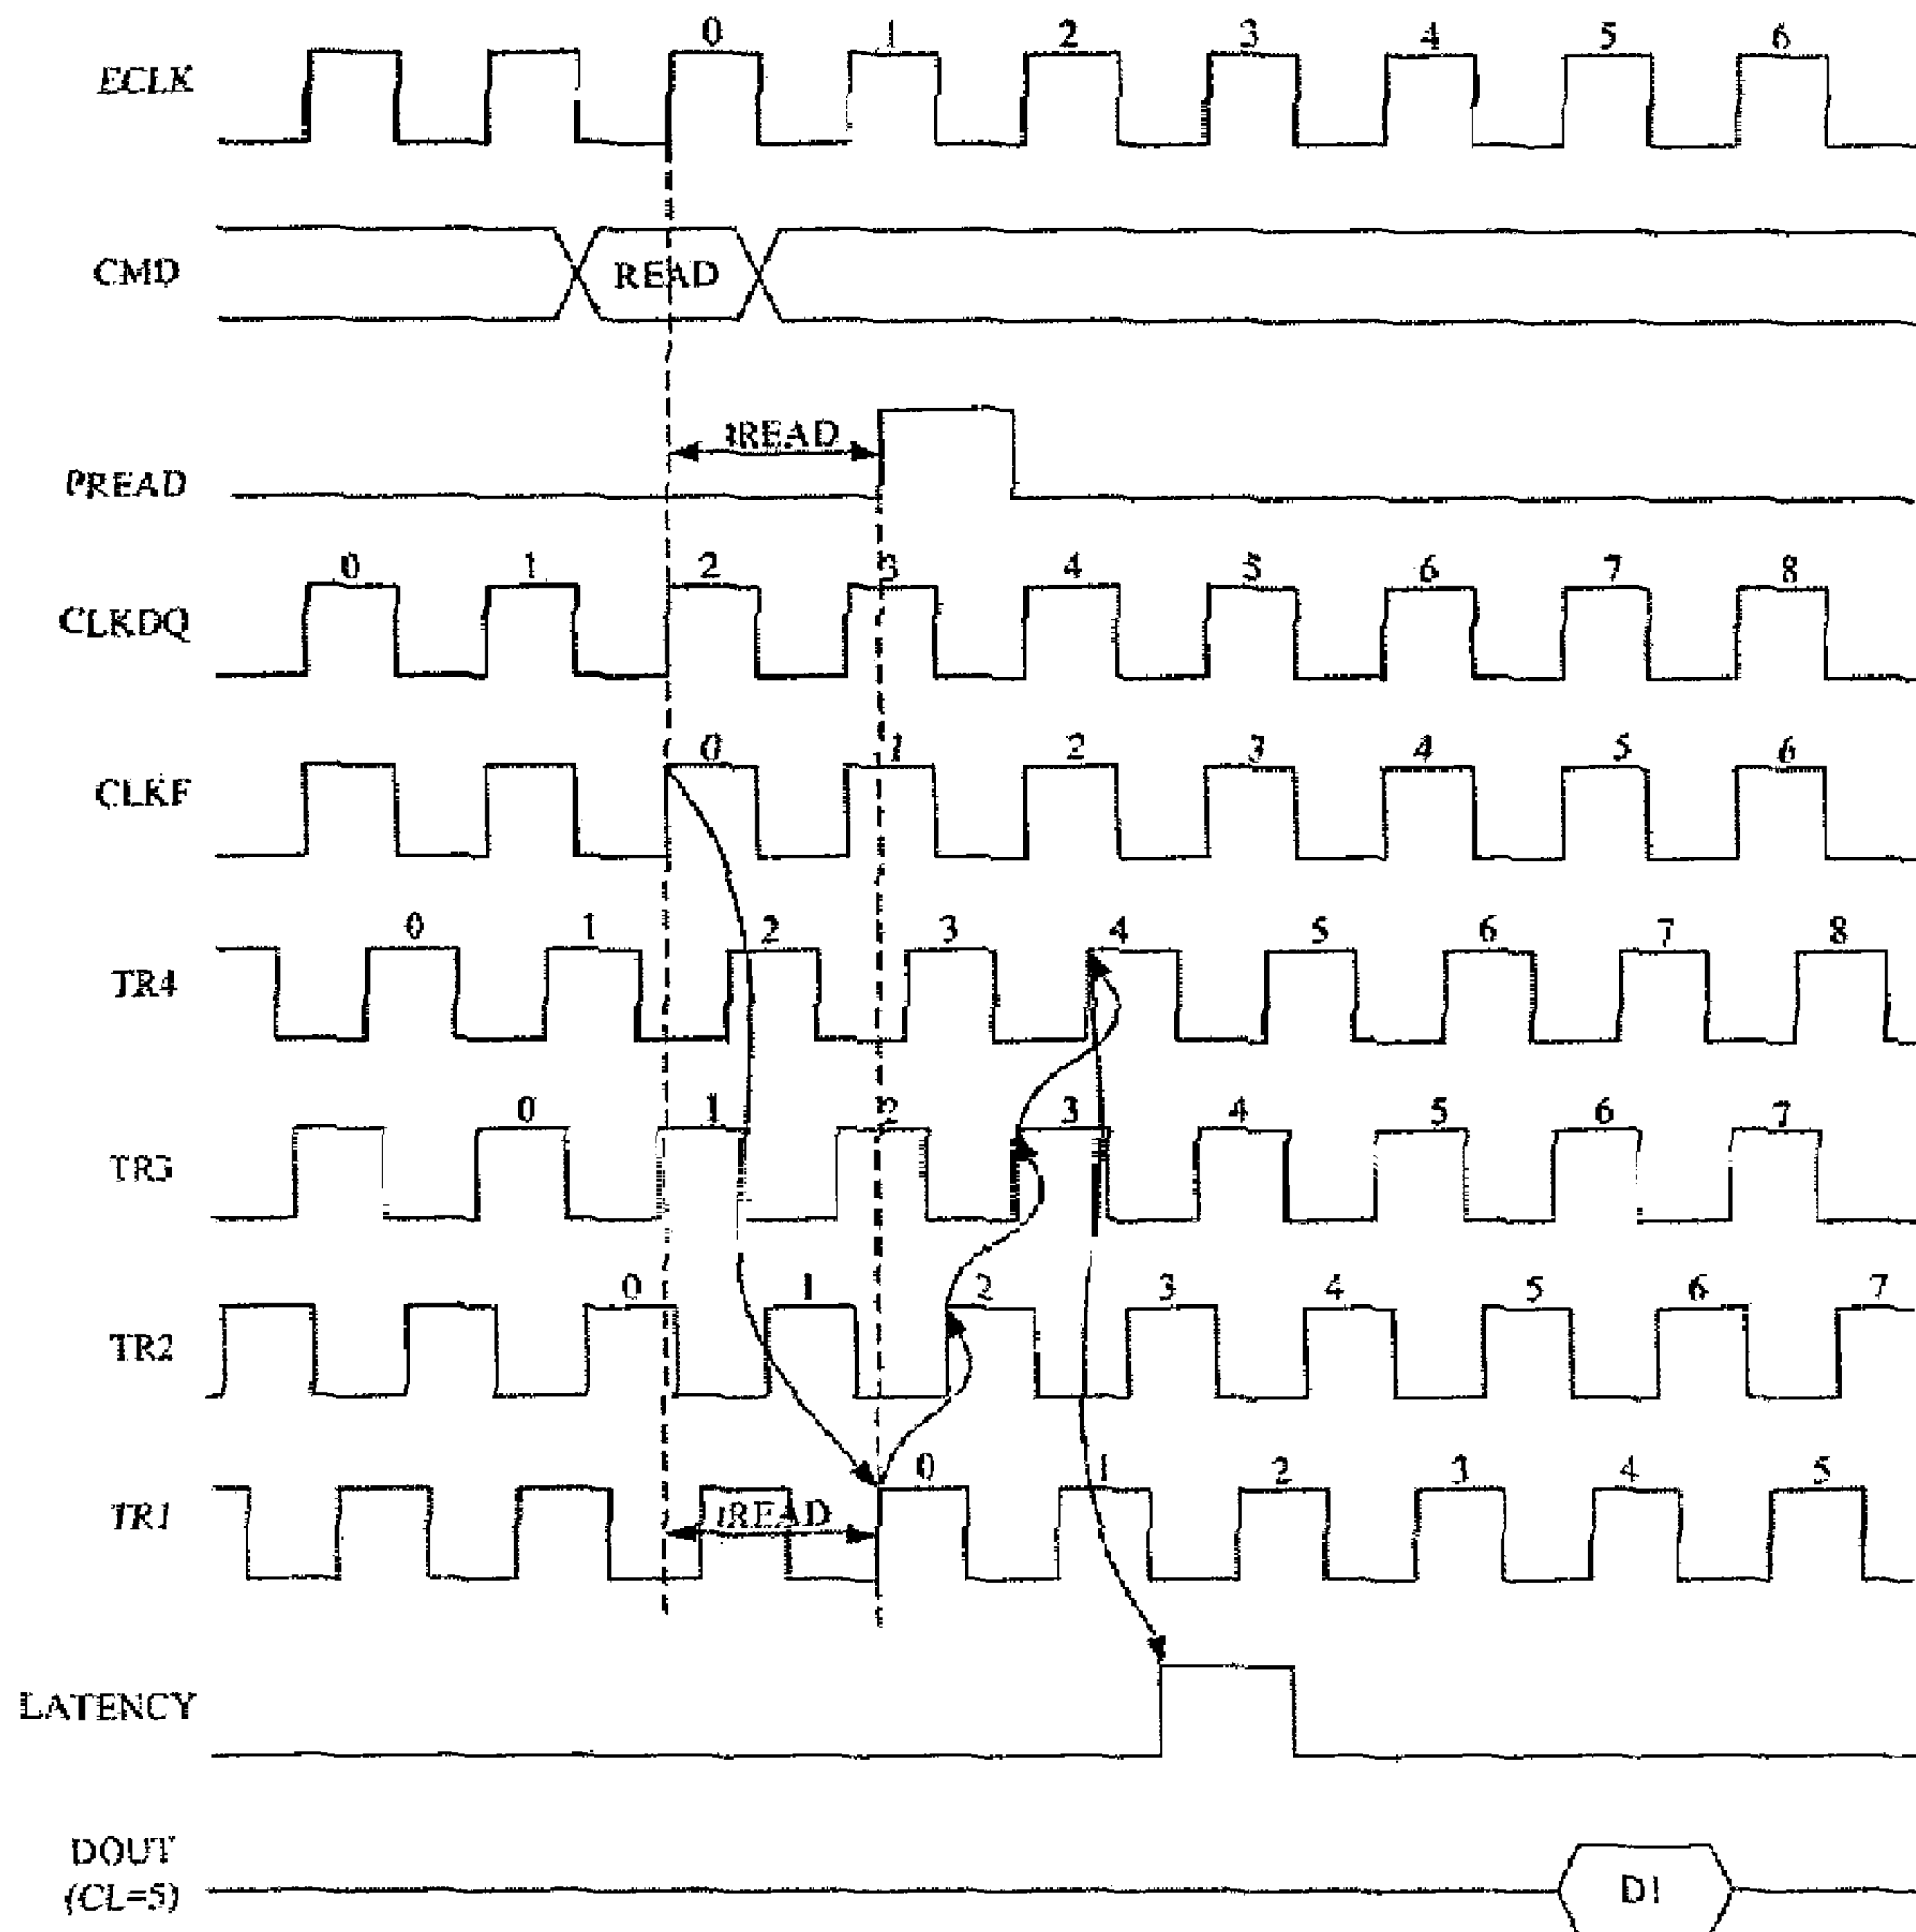 0 1 2 3 4 5 6
ECLK
CMD READ
tREAD
PREAD
0 1 2 3 4 5 6 7 8
CLKDQ
0 1 2 3 4 5 6
CLKF
0 1 2 3 4 5 6 7 8
TR4
0 1 2 3 4 5 6 7
TR3
0 1 2 3 4 5 6 7
TR2
0 1 2 3 4 5
TR1 tREAD
LATENCY
DOUT
(CL=5) D1